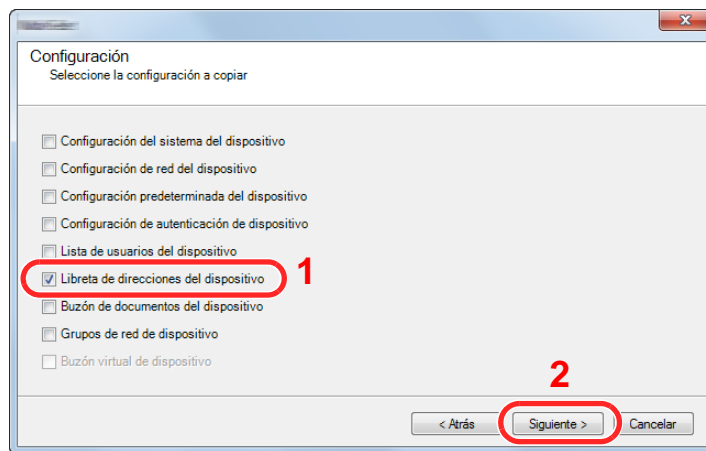 Configuración
Seleccione la configuración a copiar
Configuración del sistema del dispositivo
Configuración de red del dispositivo
Configuración predeterminada del dispositivo
Configuración de autenticación de dispositivo
Lista de usuarios del dispositivo
Libreta de direcciones del dispositivo
1
Buzón de documentos del dispositivo
Grupos de red de dispositivo
Buzón virtual de dispositivo
2
< Atrás
Siguiente >
Cancelar